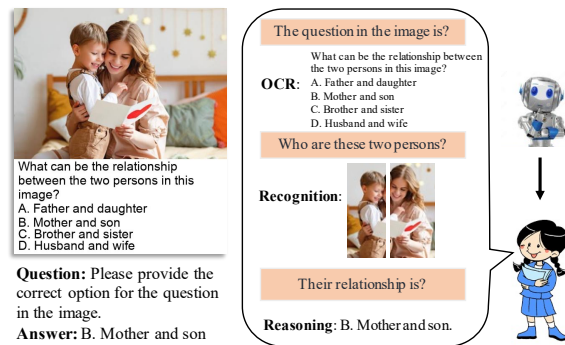 What can be the relationship
between the two persons in this
image?
A. Father and daughter
B. Mother and son
C. Brother and sister
D. Husband and wife
Question: Please provide the
correct option for the question
in the image.
Answer: B. Mother and son
The question in the image is?
OCR:
What can be the relationship between
the two persons in this image?
A. Father and daughter
B. Mother and son
C. Brother and sister
D. Husband and wife
Who are these two persons?
Recognition:
Their relationship is?
Reasoning: B. Mother and son.